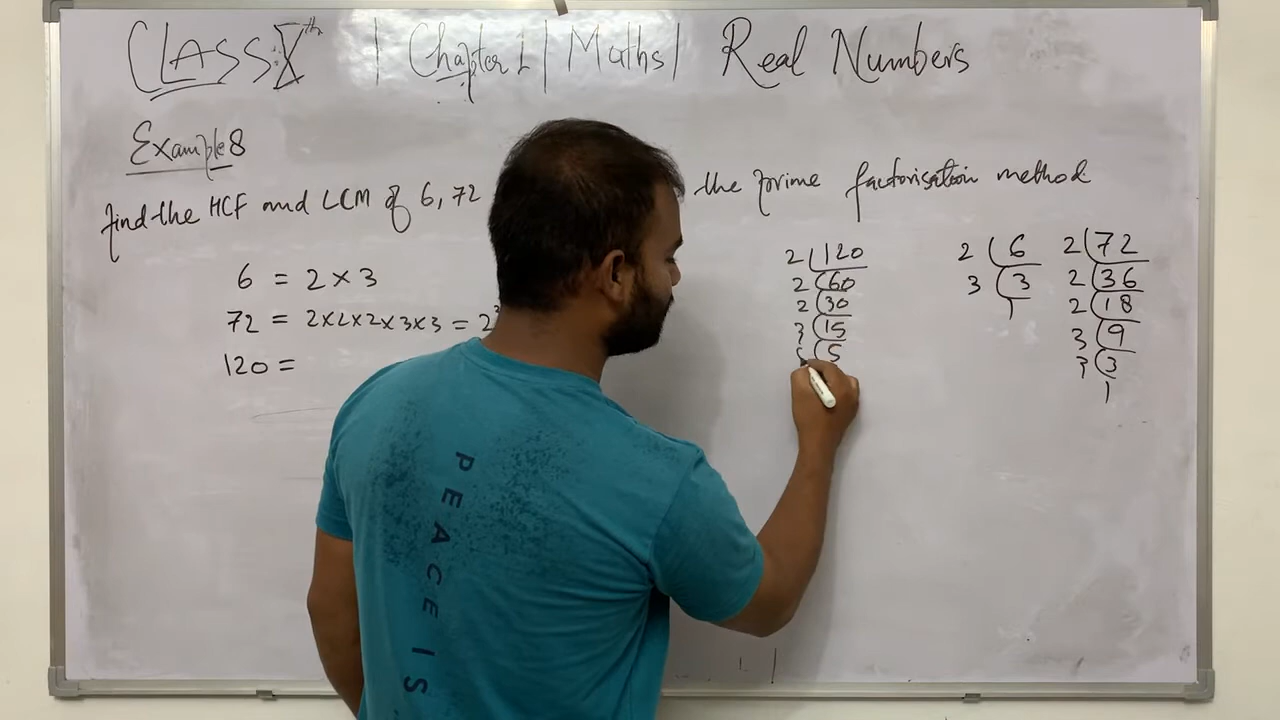 CLASS Xth | Chapter 1 | Maths | Real Numbers
Example 8
find the HCF and LCM of 6, 72 the prime factorisation method
6 = 2 × 3
72 = 2×2×2×3×3 = 2³
120 =
2 120
2 60
2 30
3 15
5 5
2 6
3 3
1
2 72
2 36
2 18
3 9
3 3
1
PEACE IS